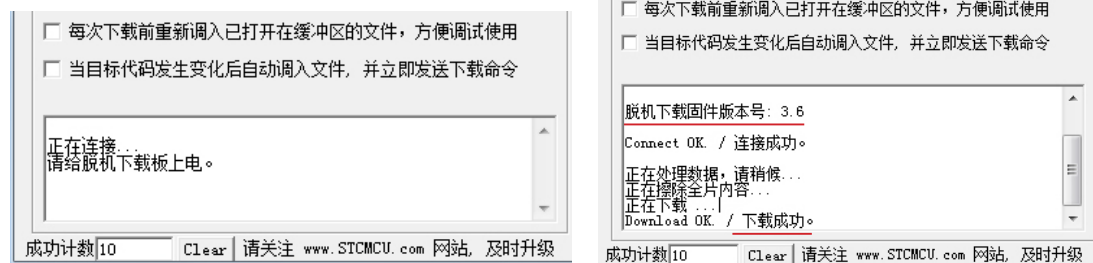 每次下载前重新调入已打开在缓冲区的文件，方便调试使用
当目标代码发生变化后自动调入文件，并立即发送下载命令
正在连接...
请给脱机下载板上电。
成功计数 10 Clear 请关注 www.STCMCU.com 网站，及时升级
每次下载前重新调入已打开在缓冲区的文件，方便调试使用
当目标代码发生变化后自动调入文件，并立即发送下载命令
脱机下载固件版本号: 3.6
Connect OK. / 连接成功。
正在处理数据，请稍候...
正在擦除全片内容...
正在下载 ...
Download OK. / 下载成功。
成功计数 10 Clear 请关注 www.STCMCU.com 网站，及时升级